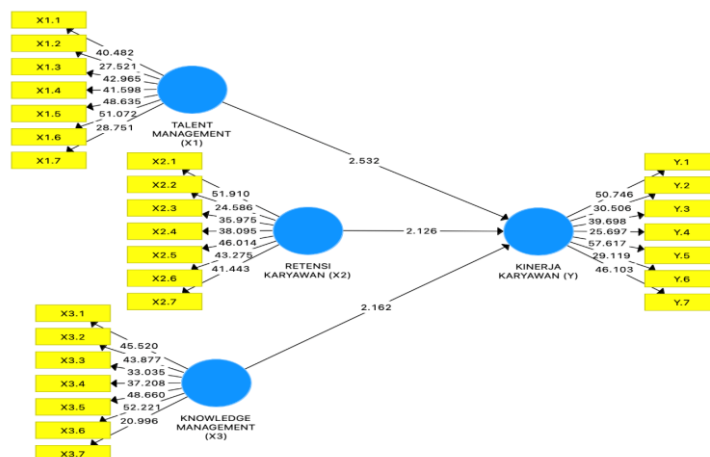 X1.1
X1.2
X1.3
X1.4
X1.5
X1.6
X1.7
40.482
27.521
42.965
41.598
48.635
51.072
28.751
TALENT
MANAGEMENT
(X1)
2.532
X2.1
X2.2
X2.3
X2.4
X2.5
X2.6
X2.7
51.910
24.586
35.975
38.095
46.014
43.275
41.443
RETENSI
KARYAWAN (X2)
2.126
X3.1
X3.2
X3.3
X3.4
X3.5
X3.6
X3.7
45.520
43.877
33.035
37.208
48.660
52.221
20.996
KNOWLEDGE
MANAGEMENT
(X3)
2.162
KINERJA
KARYAWAN (Y)
50.746
30.506
39.698
25.697
57.617
29.119
46.103
Y.1
Y.2
Y.3
Y.4
Y.5
Y.6
Y.7